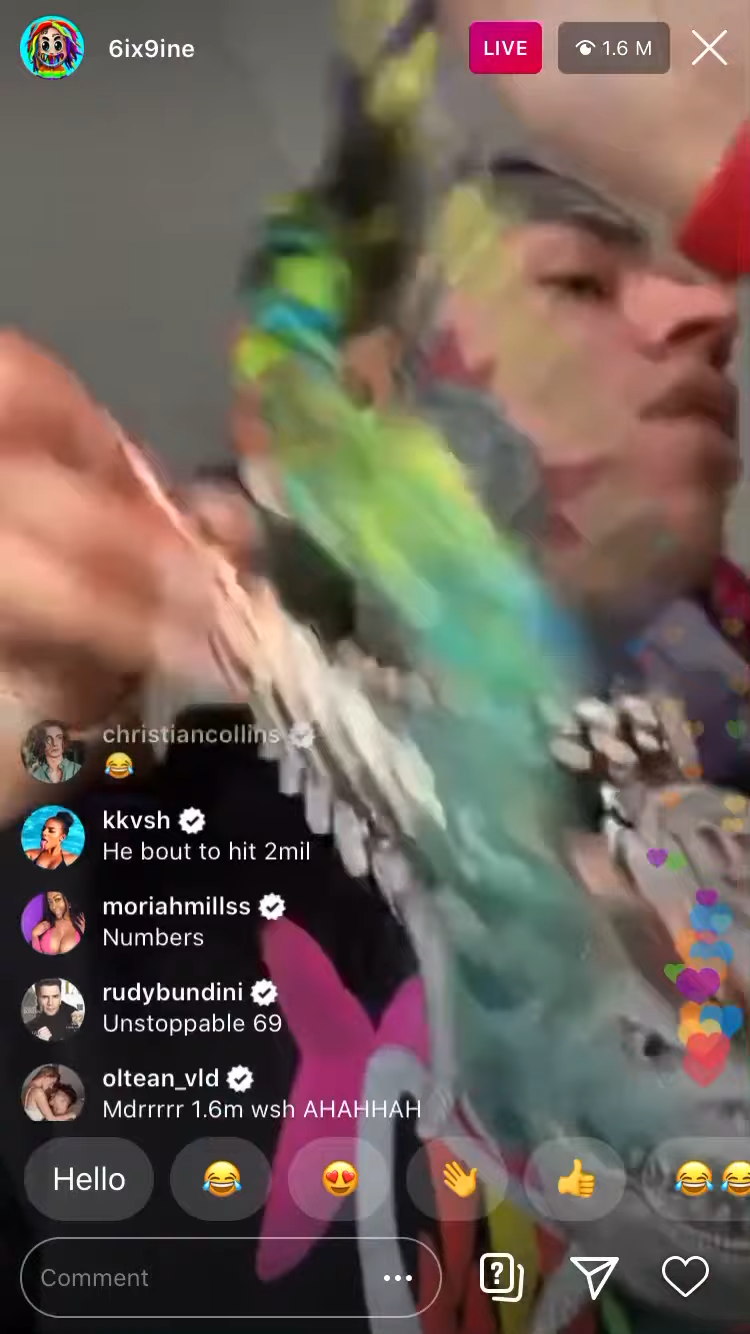 6ix9ine
LIVE
1.6 M
christiancollins
😂
kkvsh
He bout to hit 2mil
moriahmillss
Numbers
rudybundini
Unstoppable 69
oltean_vld
Mdrrrrr 1.6m wsh AHAHHAH
Hello 😂 😍 👋 👍 😂😂
Comment